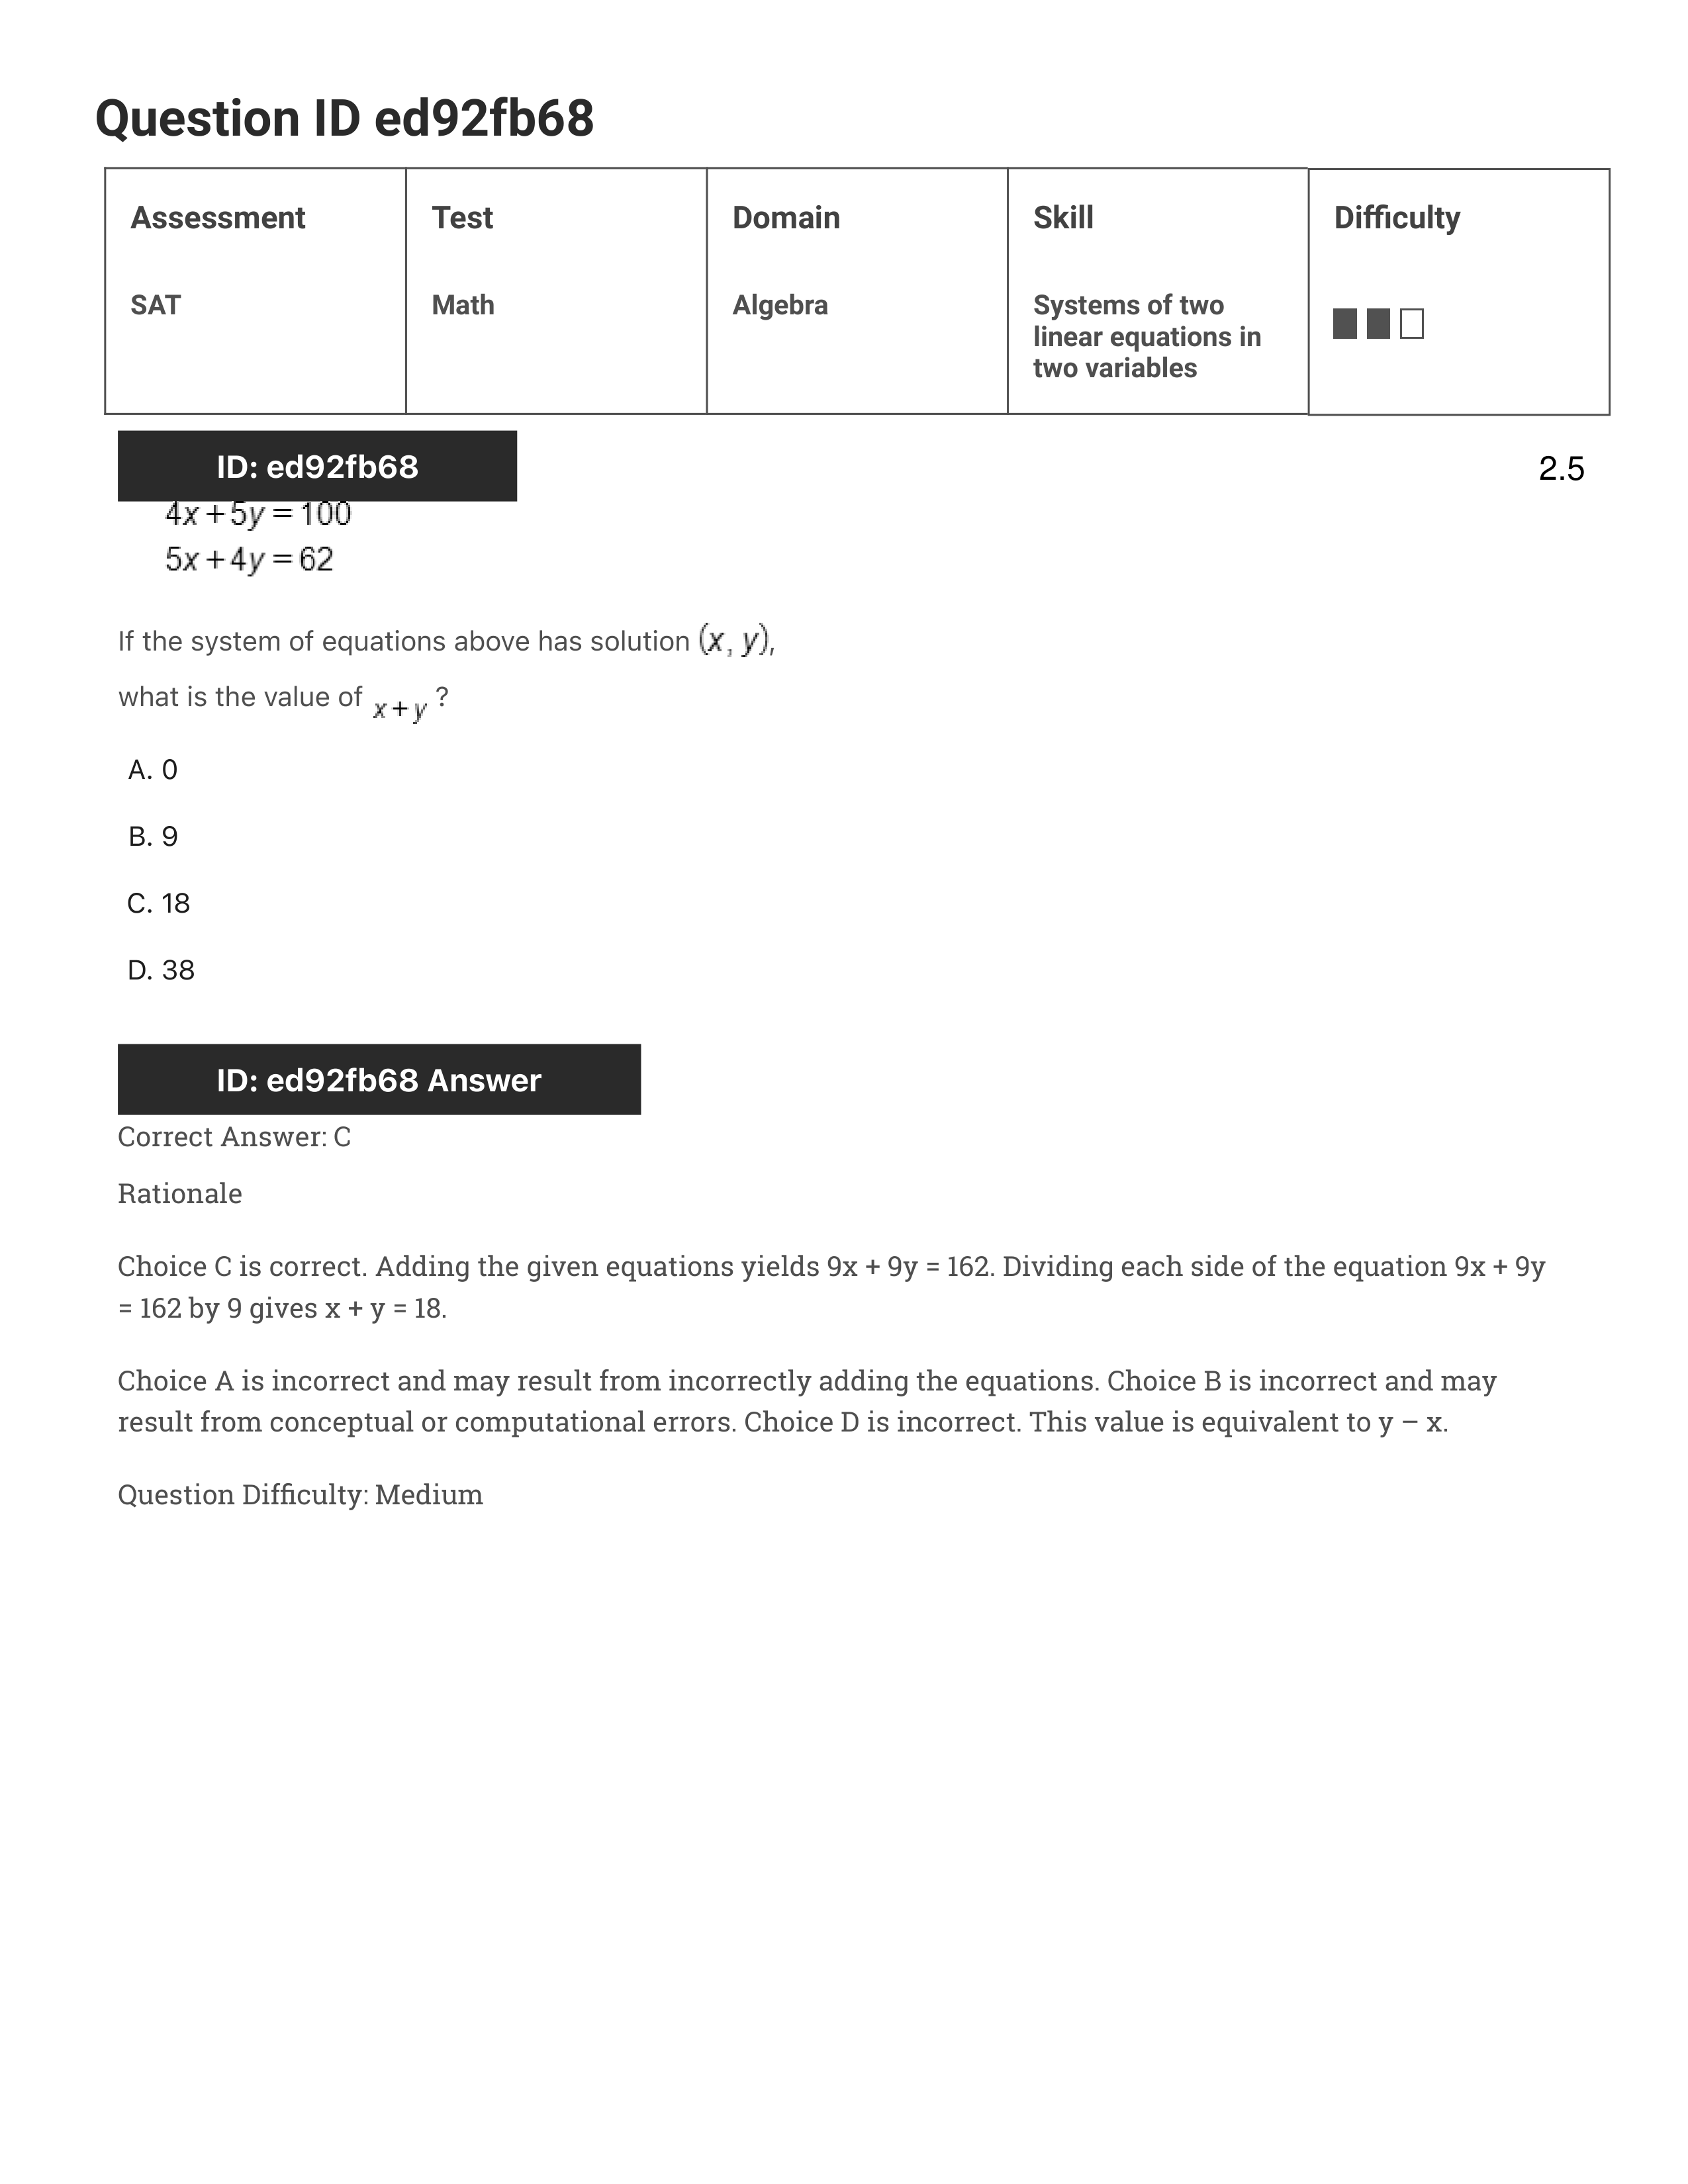 Question ID ed92fb68
Assessment Test Domain Skill Difficulty
SAT Math Algebra Systems of two
linear equations in
two variables
ID: ed92fb68 2.5
4x + 5y = 100
5x + 4y = 62
If the system of equations above has solution (x, y),
what is the value of x + y ?
A. 0
B. 9
C. 18
D. 38
ID: ed92fb68 Answer
Correct Answer: C
Rationale
Choice C is correct. Adding the given equations yields 9x + 9y = 162. Dividing each side of the equation 9x + 9y
= 162 by 9 gives x + y = 18.
Choice A is incorrect and may result from incorrectly adding the equations. Choice B is incorrect and may
result from conceptual or computational errors. Choice D is incorrect. This value is equivalent to y – x.
Question Difficulty: Medium